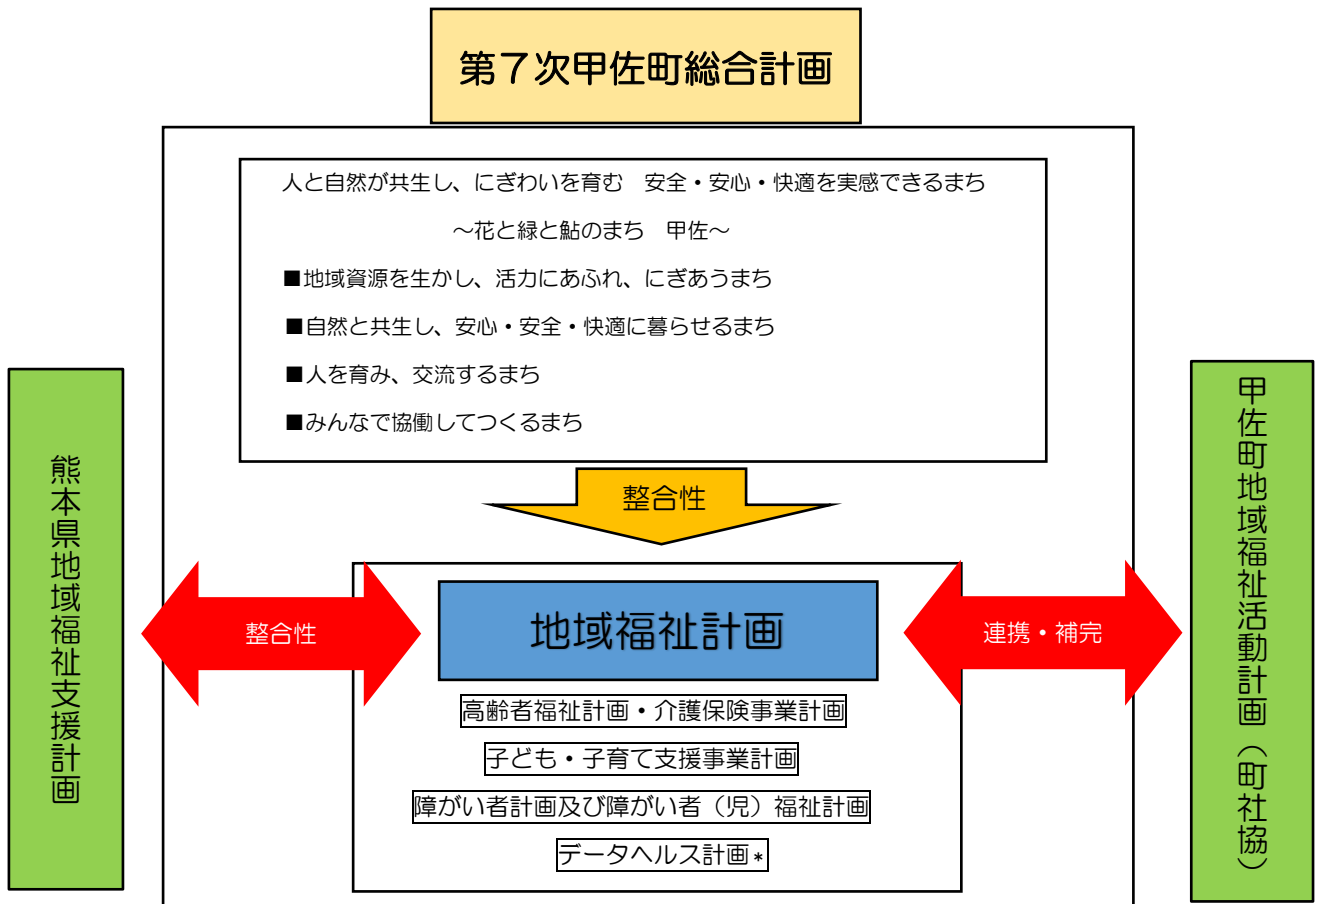 第７次甲佐町総合計画
人と自然が共生し、にぎわいを育む　安全・安心・快適を実感できるまち
～花と緑と鮎のまち　甲佐～
■地域資源を生かし、活力にあふれ、にぎあうまち
■自然と共生し、安心・安全・快適に暮らせるまち
■人を育み、交流するまち
■みんなで協働してつくるまち
整合性
熊本県地域福祉支援計画
整合性
地域福祉計画
連携・補完
甲佐町地域福祉活動計画（町社協）
高齢者福祉計画・介護保険事業計画
子ども・子育て支援事業計画
障がい者計画及び障がい者（児）福祉計画
データヘルス計画*